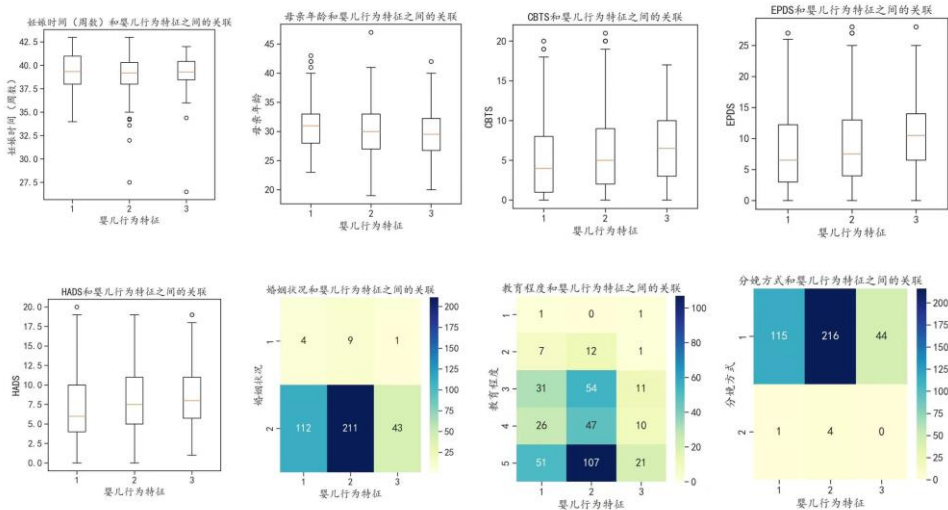 妊娠时间（周数）和婴儿行为特征之间的关联
42.5
40.0
37.5
35.0
32.5
30.0
27.5
妊娠时间（周数）
1 2 3
婴儿行为特征
母亲年龄和婴儿行为特征之间的关联
45
40
35
30
25
20
母亲年龄
1 2 3
婴儿行为特征
CBTS和婴儿行为特征之间的关联
20
15
10
5
0
CBTS
1 2 3
婴儿行为特征
EPDS和婴儿行为特征之间的关联
25
20
15
10
5
0
EPDS
1 2 3
婴儿行为特征
HADS和婴儿行为特征之间的关联
20.0
17.5
15.0
12.5
10.0
7.5
5.0
2.5
0.0
HADS
1 2 3
婴儿行为特征
婚姻状况和婴儿行为特征之间的关联
1 4 9 1
2 112 211 43
婚姻状况
1 2 3
婴儿行为特征
200
175
150
125
100
75
50
25
教育程度和婴儿行为特征之间的关联
1 1 0 1
2 7 12 1
3 31 54 11
4 26 47 10
5 51 107 21
教育程度
1 2 3
婴儿行为特征
100
80
60
40
20
0
分娩方式和婴儿行为特征之间的关联
1 115 216 44
2 1 4 0
分娩方式
1 2 3
婴儿行为特征
200
175
150
125
100
75
50
25
0